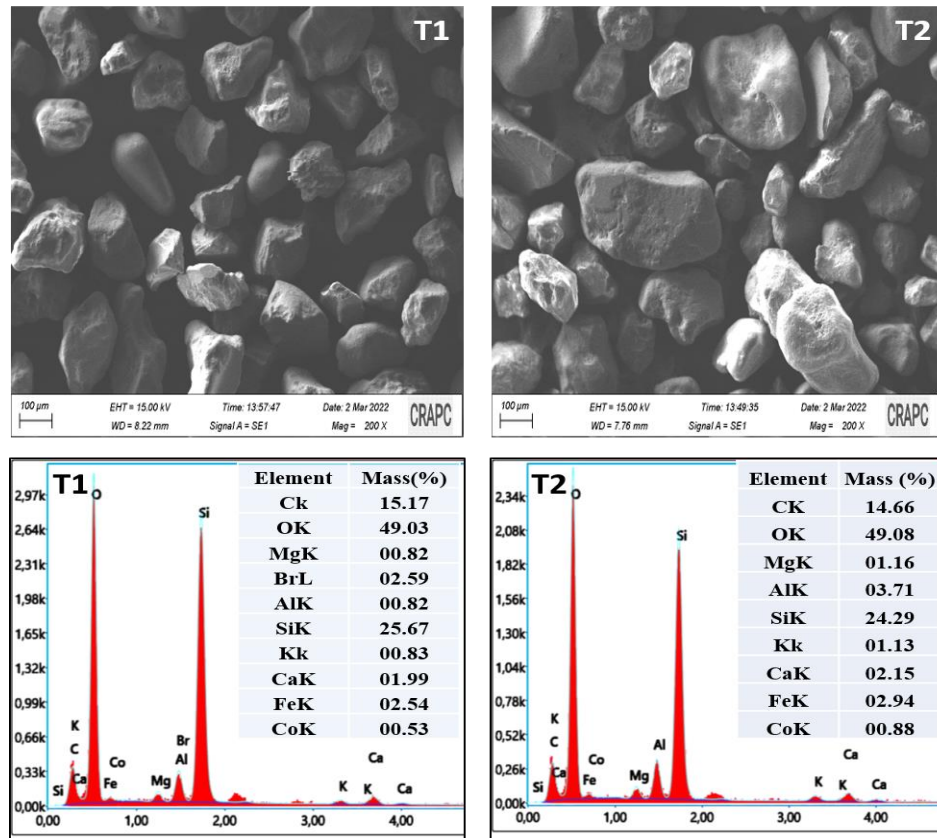 T1
100 µm
EHT = 15.00 kV Time: 13:57:47 Date: 2 Mar 2022
WD = 8.22 mm Signal A = SE1 Mag = 200 X
CRAPC
T2
100 µm
EHT = 15.00 kV Time: 13:49:35 Date: 2 Mar 2022
WD = 7.76 mm Signal A = SE1 Mag = 200 X
CRAPC
T1
2,97k
2,64k
2,31k
1,98k
1,65k
1,32k
0,99k
0,66k
0,33k
0,00k
O
Si
K
C
Ca
Si
Co
Fe
Mg
Br
Al
Ca
K
K
Ca
0,00 1,00 2,00 3,00 4,00
Element Mass(%)
Ck 15.17
OK 49.03
MgK 00.82
BrL 02.59
AlK 00.82
SiK 25.67
Kk 00.83
CaK 01.99
FeK 02.54
CoK 00.53
T2
2,34k
2,08k
1,82k
1,56k
1,30k
1,04k
0,78k
0,52k
0,26k
0,00k
O
Si
K
C
Ca
Si
Co
Fe
Mg
Al
Ca
K
K
Ca
0,00 1,00 2,00 3,00 4,00
Element Mass (%)
CK 14.66
OK 49.08
MgK 01.16
AlK 03.71
SiK 24.29
Kk 01.13
CaK 02.15
FeK 02.94
CoK 00.88